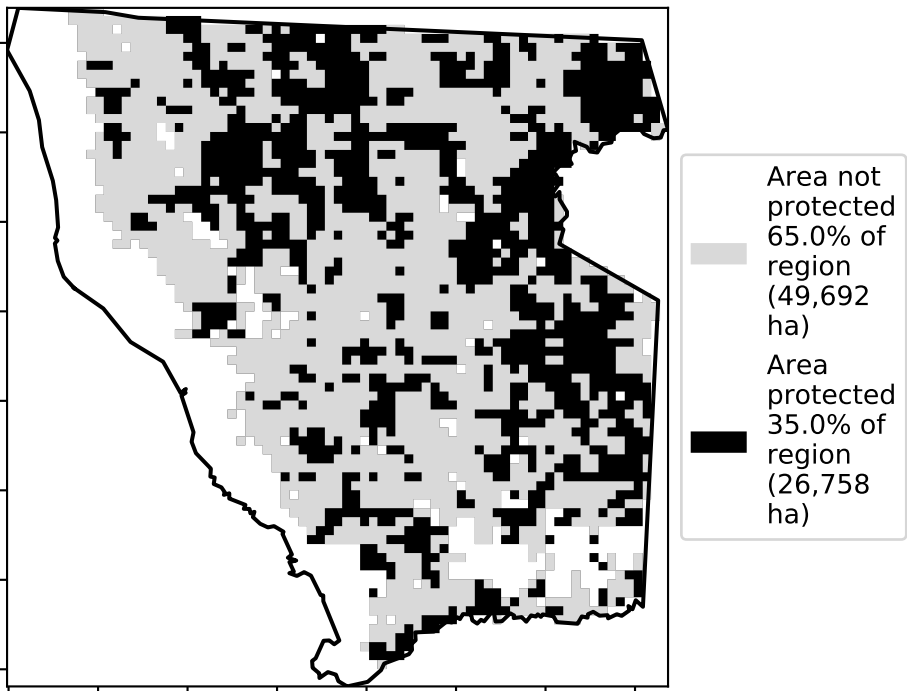 Area not
protected
65.0% of
region
(49,692
ha)
Area
protected
35.0% of
region
(26,758
ha)